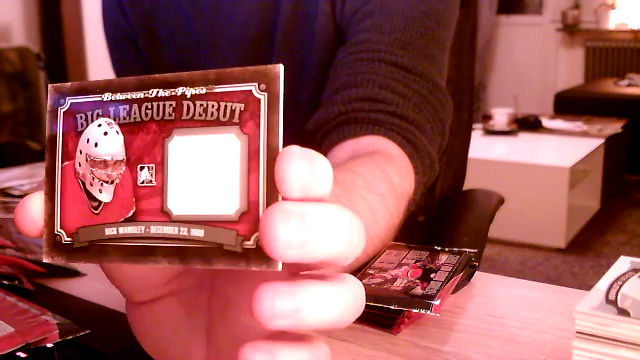 Between The Pipes
BIG LEAGUE DEBUT
RICK WAMSLEY • DECEMBER 23, 1980